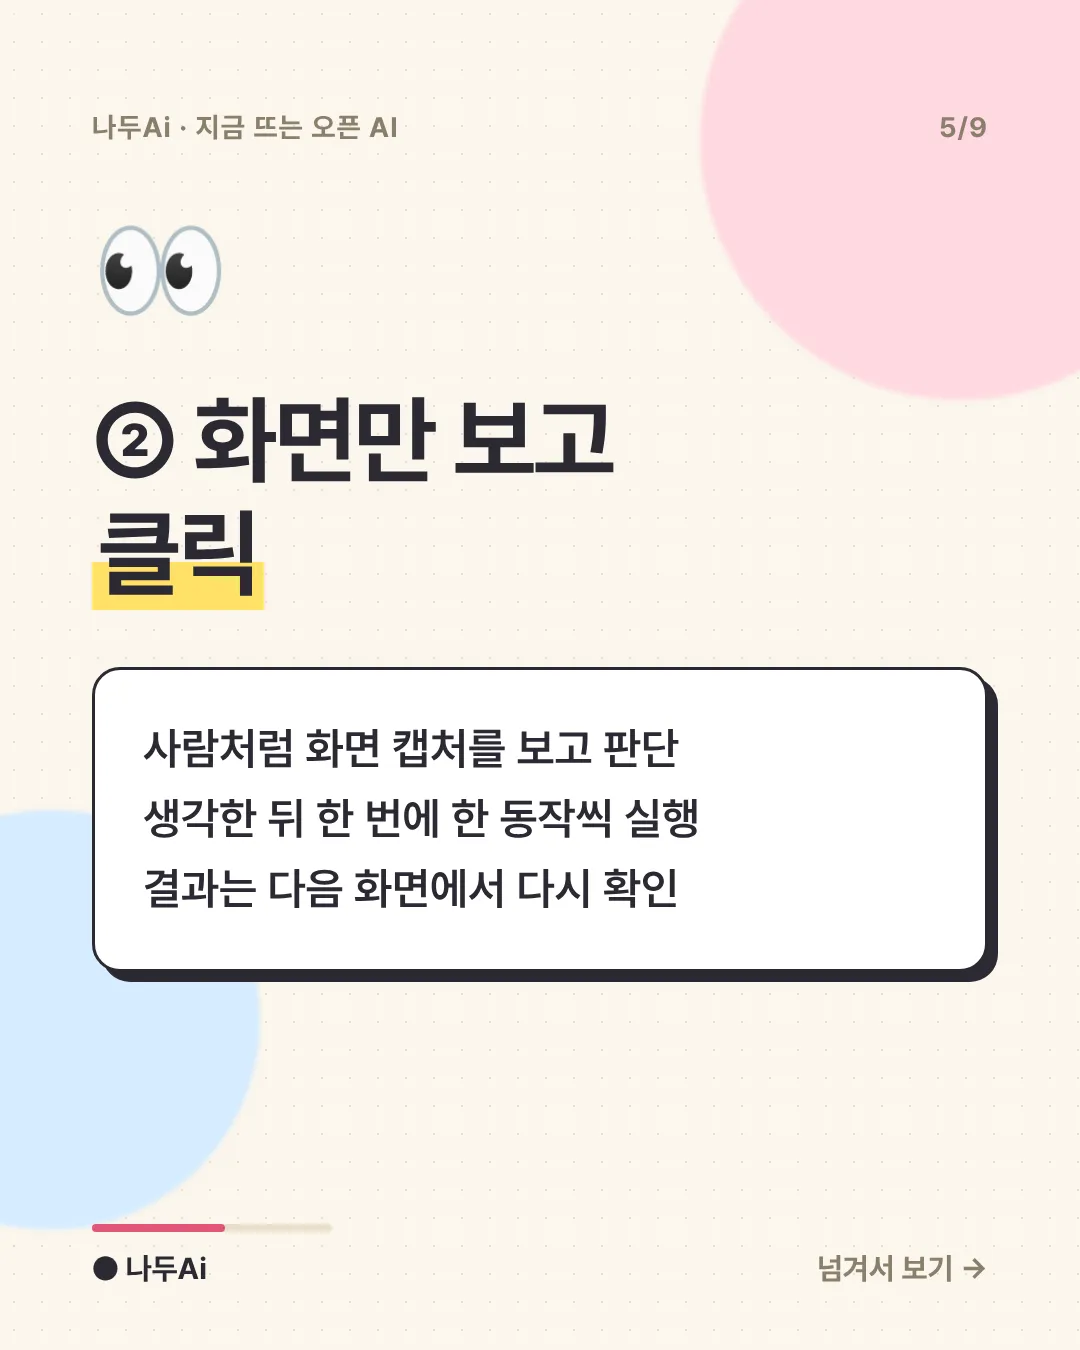 나두Ai · 지금 뜨는 오픈 AI
5/9
② 화면만 보고
클릭
사람처럼 화면 캡처를 보고 판단
생각한 뒤 한 번에 한 동작씩 실행
결과는 다음 화면에서 다시 확인
나두Ai
넘겨서 보기 →